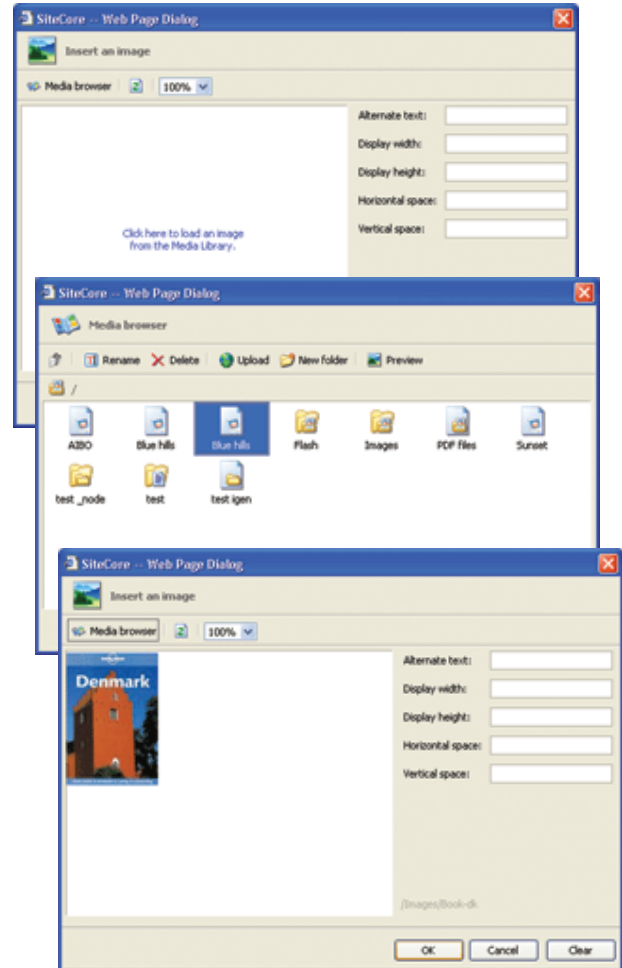 SiteCore -- Web Page Dialog
Insert an image
Media browser 100%
Alternate text:
Display width:
Display height:
Horizontal space:
Vertical space:
Click here to load an image
from the Media Library.
SiteCore -- Web Page Dialog
Media browser
Rename Delete Upload New folder Preview
/
AIBO Blue hills Blue hills Flash Images PDF files Sunset
test _node test test igen
SiteCore -- Web Page Dialog
Insert an image
Media browser 100%
Denmark
Alternate text:
Display width:
Display height:
Horizontal space:
Vertical space:
/Images/Book-dk
OK Cancel Clear